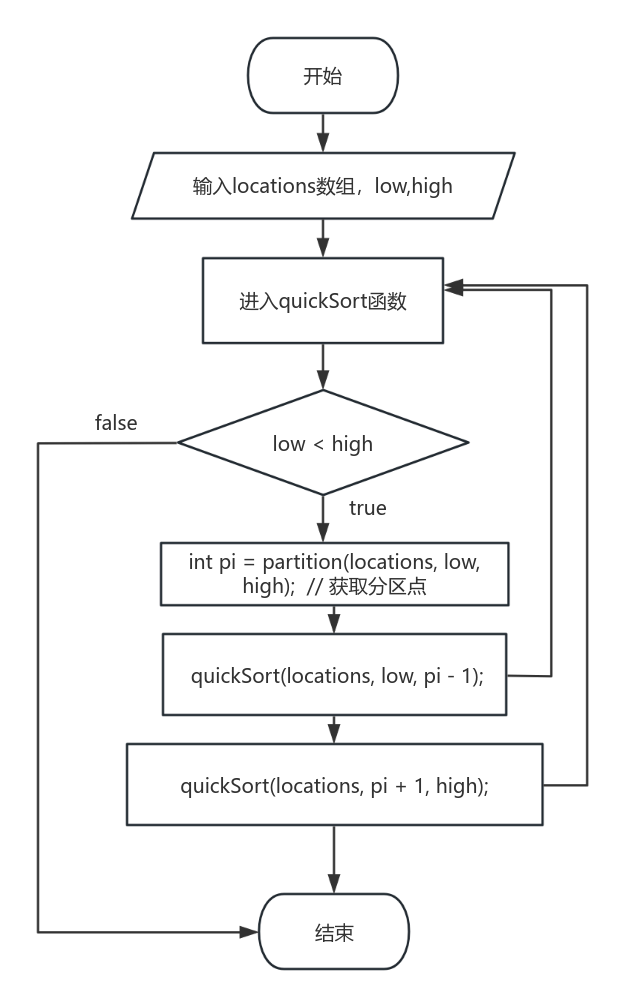 开始
输入locations数组，low,high
进入quickSort函数
false
low < high
true
int pi = partition(locations, low,
high);  // 获取分区点
quickSort(locations, low, pi - 1);
quickSort(locations, pi + 1, high);
结束